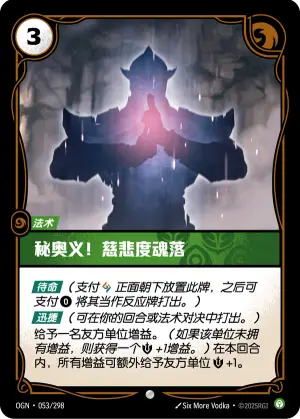 3
法术
秘奥义！慈悲度魂落
待命（支付 正面朝下放置此牌，之后可
支付 0 将其当作反应牌打出。）
迅捷（可在你的回合或法术对决中打出。）
给予一名友方单位增益。（如果该单位未拥
有增益，则获得一个 +1增益。）在本回合
内，所有增益可额外给予友方单位 +1。
OGN • 053/298
Six More Vodka • ©2025RGI